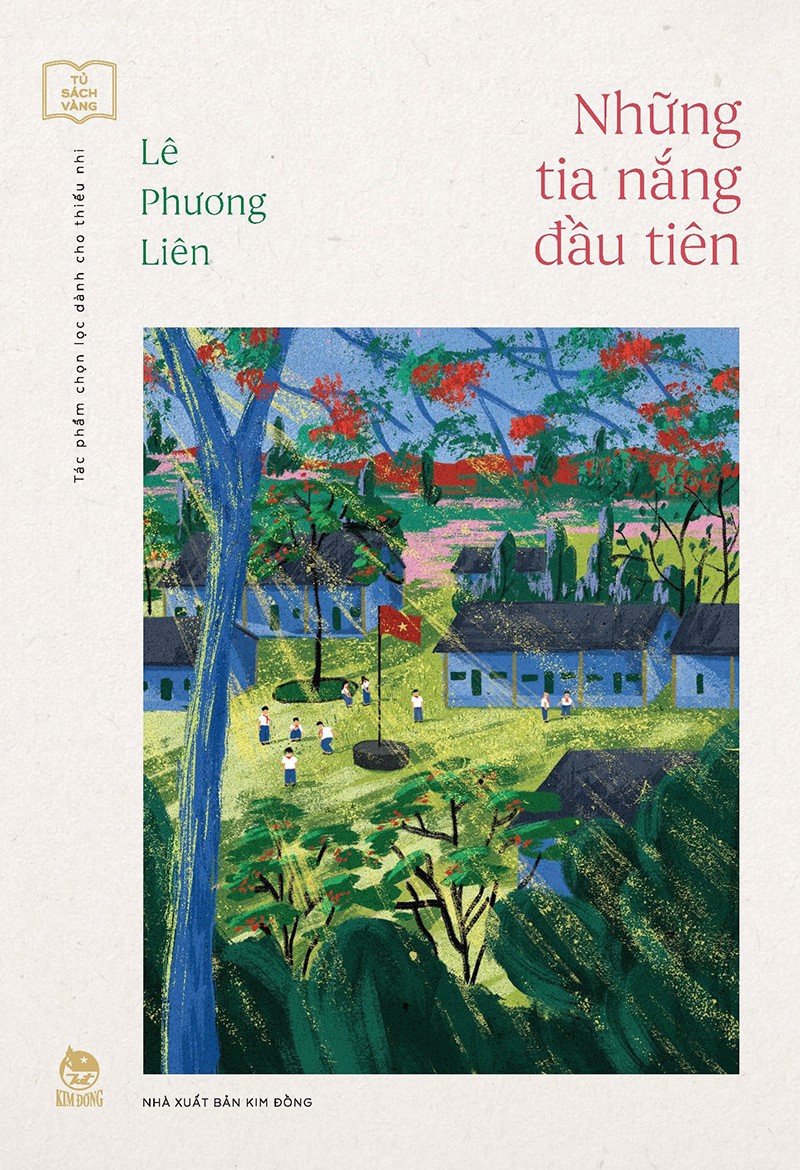 TỦ
SÁCH
VÀNG
Tác phẩm chọn lọc dành cho thiếu nhi
Lê
Phương
Liên
Những
tia nắng
đầu tiên
KIM ĐỒNG
NHÀ XUẤT BẢN KIM ĐỒNG